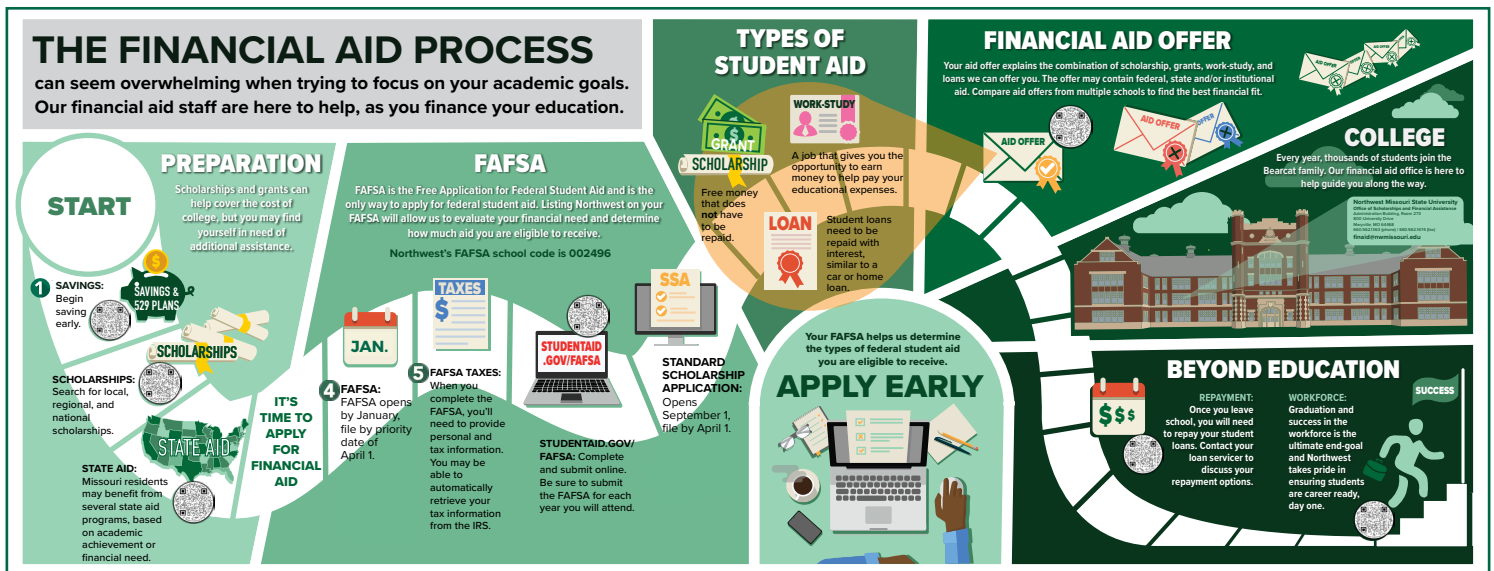 THE FINANCIAL AID PROCESS
can seem overwhelming when trying to focus on your academic goals.
Our financial aid staff are here to help, as you finance your education.
START
PREPARATION
Scholarships and grants can
help cover the cost of
college, but you may find
yourself in need of
additional assistance.
1
SAVINGS:
Begin
saving
early.
$
SAVINGS &
529 PLANS
SCHOLARSHIPS
SCHOLARSHIPS:
Search for local,
regional, and
national
scholarships.
STATE AID
STATE AID:
Missouri residents
may benefit from
several state aid
programs, based
on academic
achievement or
financial need.
IT'S
TIME TO
APPLY
FOR
FINANCIAL
AID
FAFSA
FAFSA is the Free Application for Federal Student Aid and is the
only way to apply for federal student aid. Listing Northwest on your
FAFSA will allow us to evaluate your financial need and determine
how much aid you are eligible to receive.
Northwest's FAFSA school code is 002496
JAN.
4
FAFSA:
FAFSA opens
by January,
file by priority
date of
April 1.
TAXES
$
5
FAFSA TAXES:
When you
complete the
FAFSA, you'll
need to provide
personal and
tax information.
You may be
able to
automatically
retrieve your
tax information
from the IRS.
STUDENTAID
.GOV/FAFSA
STUDENTAID.GOV/
FAFSA: Complete
and submit online.
Be sure to submit
the FAFSA for each
year you will attend.
SSA
STANDARD
SCHOLARSHIP
APPLICATION:
Opens
September 1,
file by April 1.
TYPES OF
STUDENT AID
$
GRANT
SCHOLARSHIP
Free money
that does
not have
to be
repaid.
WORK-STUDY
A job that gives you the
opportunity to earn
money to help pay your
educational expenses.
LOAN
Student loans
need to be
repaid with
interest,
similar to a
car or home
loan.
Your FAFSA helps us determine
the types of federal student aid
you are eligible to receive.
APPLY EARLY
FINANCIAL AID OFFER
Your aid offer explains the combination of scholarship, grants, work-study, and
loans we can offer you. The offer may contain federal, state and/or institutional
aid. Compare aid offers from multiple schools to find the best financial fit.
AID OFFER
AID OFFER
OFFER
AID OFFER
AID OFFER
AID OFFER
COLLEGE
Every year, thousands of students join the
Bearcat family. Our financial aid office is here to
help guide you along the way.
Northwest Missouri State University
Office of Scholarships and Financial Assistance
Administration Building, Room 273
800 University Drive
Maryville, MO 64468
finaid@nwmissouri.edu
BEYOND EDUCATION
$$$
REPAYMENT:
Once you leave
school, you will need
to repay your student
loans. Contact your
loan servicer to
discuss your
repayment options.
WORKFORCE:
Graduation and
success in the
workforce is the
ultimate end-goal
and Northwest
takes pride in
ensuring students
are career ready,
day one.
SUCCESS